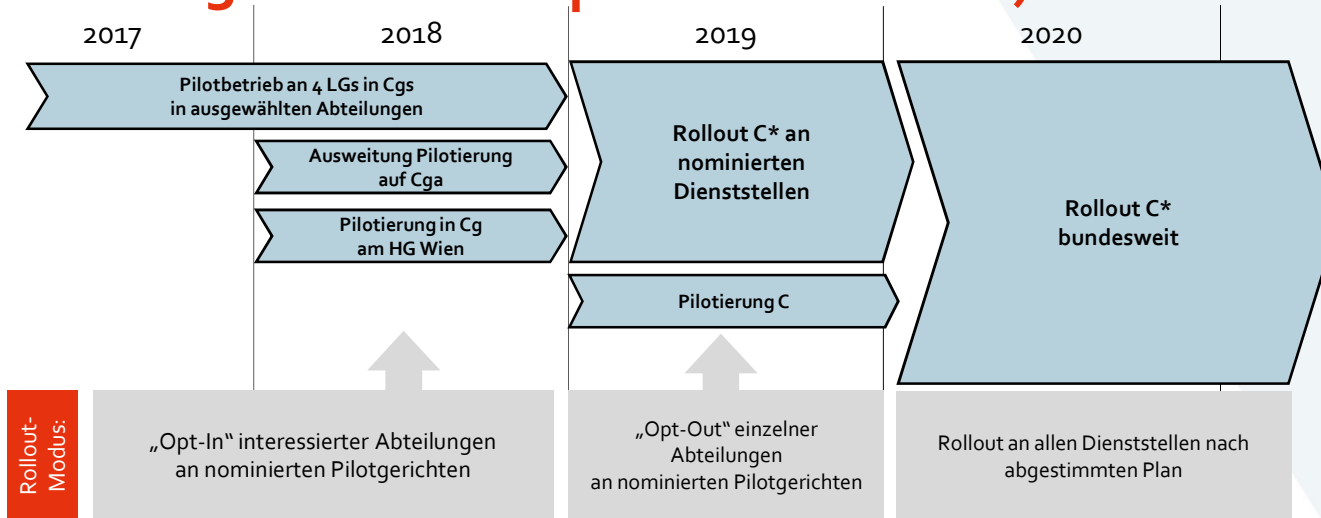 2017
2018
2019
2020
Pilotbetrieb an 4 LGs in Cgs
in ausgewählten Abteilungen
Ausweitung Pilotierung
auf Cga
Pilotierung in Cg
am HG Wien
Rollout C* an
nominierten
Dienststellen
Pilotierung C
Rollout C*
bundesweit
Rollout-
Modus:
„Opt-In“ interessierter Abteilungen
an nominierten Pilotgerichten
„Opt-Out“ einzelner
Abteilungen
an nominierten Pilotgerichten
Rollout an allen Dienststellen nach
abgestimmten Plan